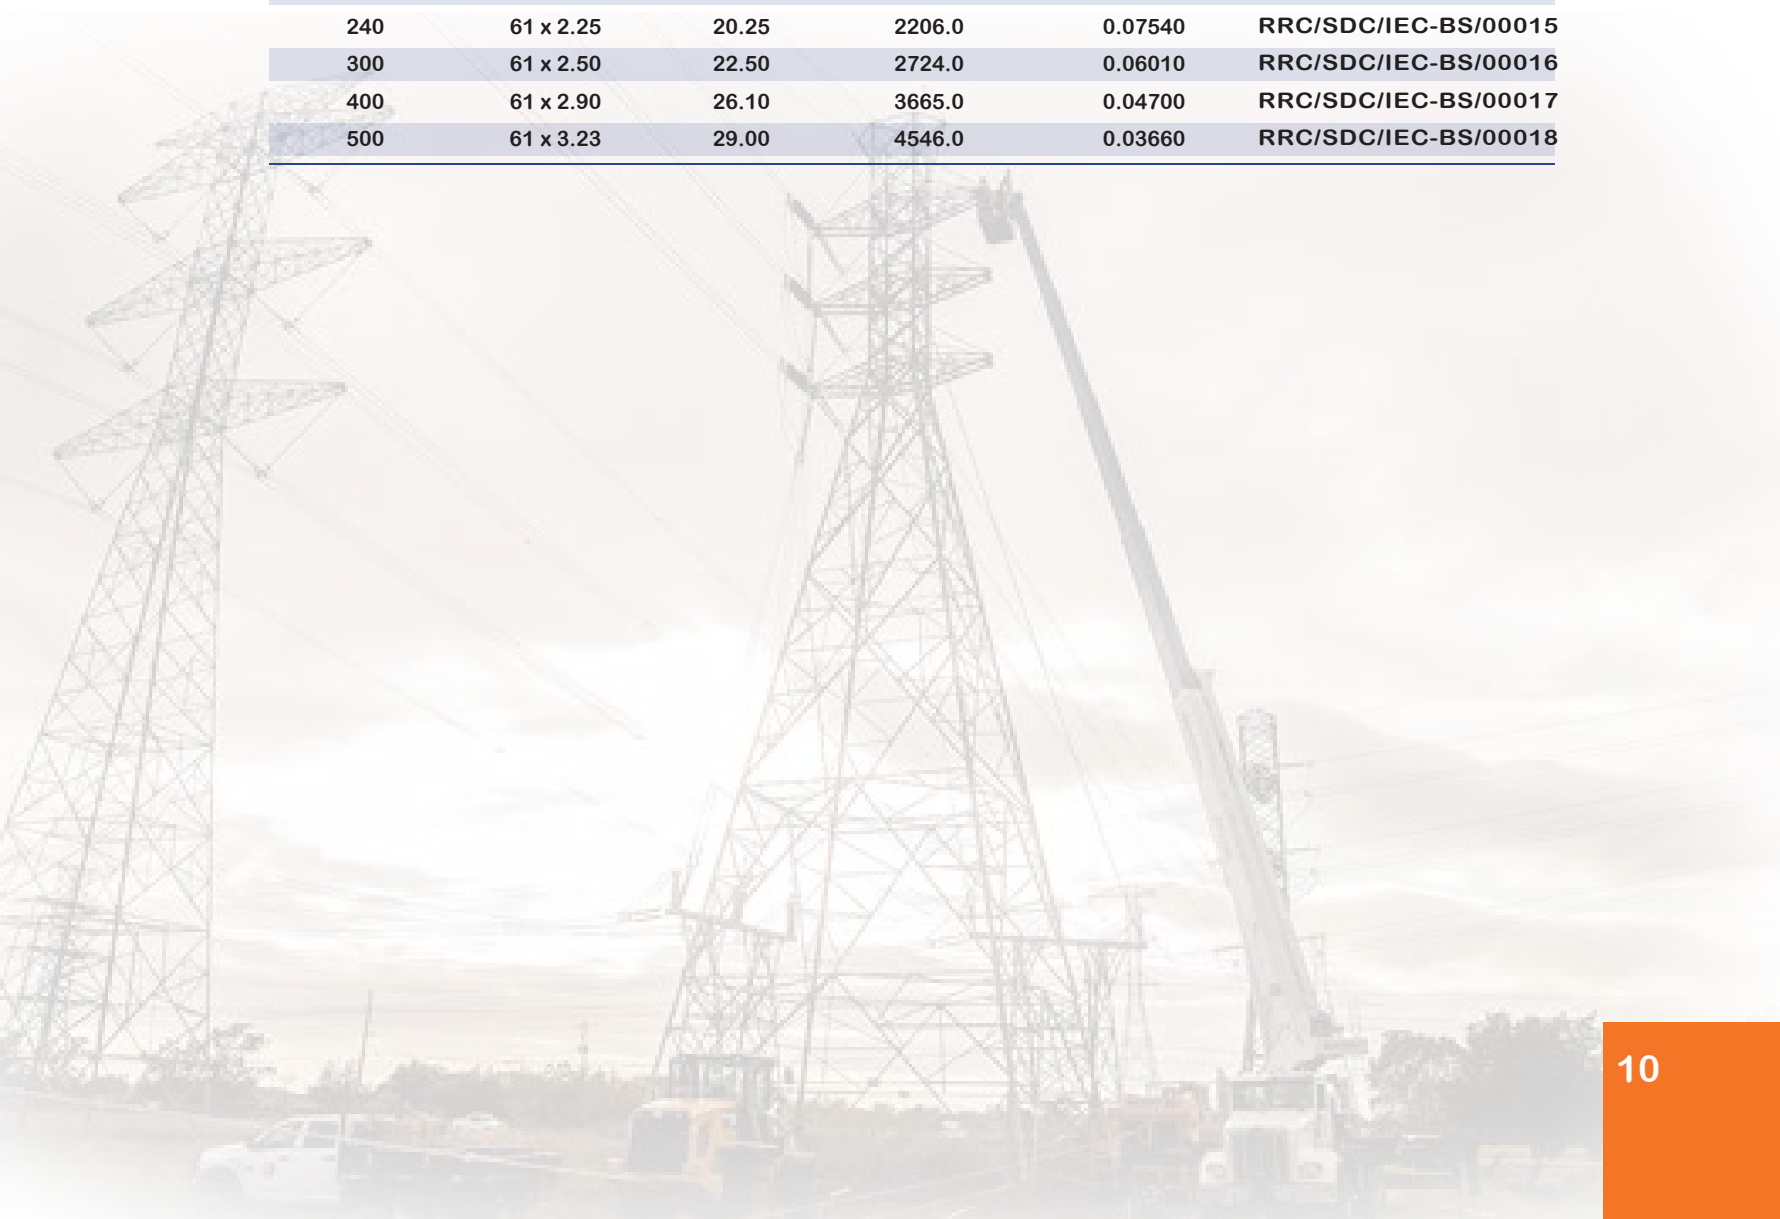 240 61 x 2.25 20.25 2206.0 0.07540 RRC/SDC/IEC-BS/00015
300 61 x 2.50 22.50 2724.0 0.06010 RRC/SDC/IEC-BS/00016
400 61 x 2.90 26.10 3665.0 0.04700 RRC/SDC/IEC-BS/00017
500 61 x 3.23 29.00 4546.0 0.03660 RRC/SDC/IEC-BS/00018
10